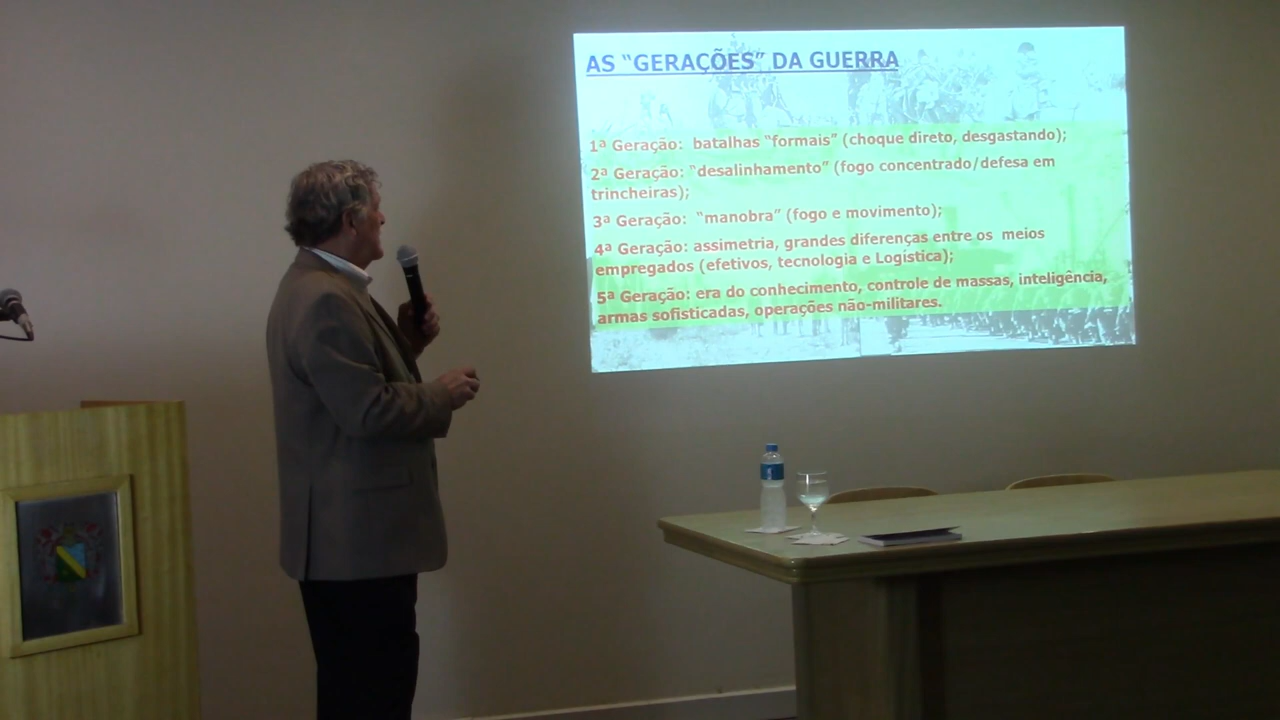 AS “GERAÇÕES” DA GUERRA
1ª Geração: batalhas “formais” (choque direto, desgastando);
2ª Geração: “desalinhamento” (fogo concentrado/defesa em
trincheiras);
3ª Geração: “manobra” (fogo e movimento);
4ª Geração: assimetria, grandes diferenças entre os meios
empregados (efetivos, tecnologia e Logística);
5ª Geração: era do conhecimento, controle de massas, inteligência,
armas sofisticadas, operações não-militares.